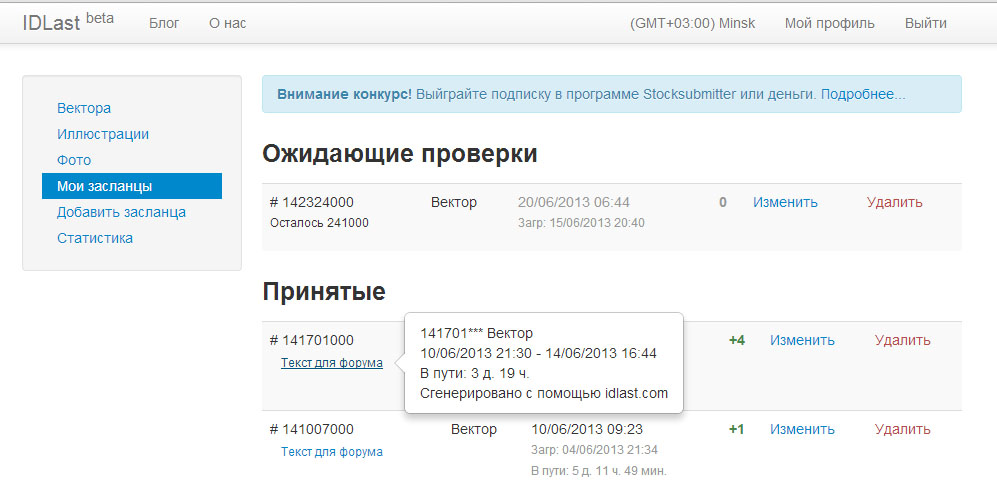 IDLast beta Блог О нас (GMT+03:00) Minsk Мой профиль Выйти
Вектора
Иллюстрации
Фото
Мои засланцы
Добавить засланца
Статистика
Внимание конкурс! Выйграйте подписку в программе Stocksubmitter или деньги. Подробнее...
Ожидающие проверки
# 142324000 Вектор 20/06/2013 06:44 0 Изменить Удалить
Осталось 241000 Загр: 15/06/2013 20:40
Принятые
# 141701000 +4 Изменить Удалить
Текст для форума
141701*** Вектор
10/06/2013 21:30 - 14/06/2013 16:44
В пути: 3 д. 19 ч.
Сгенерировано с помощью idlast.com
# 141007000 Вектор 10/06/2013 09:23 +1 Изменить Удалить
Текст для форума Загр: 04/06/2013 21:34
В пути: 5 д. 11 ч. 49 мин.